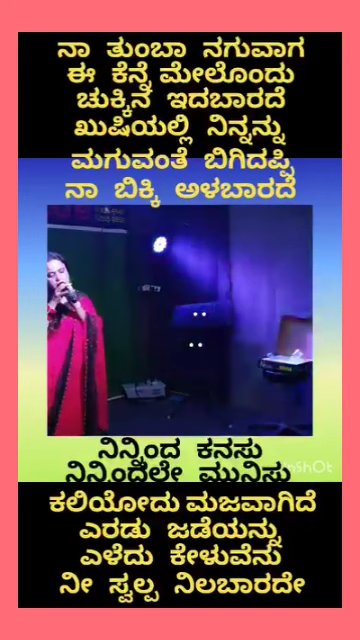 ನಾ ತುಂಬಾ ನಗುವಾಗ
ಈ ಕೆನ್ನೆ ಮೇಲೊಂದು
ಚುಕ್ಕಿನ ಇದಬಾರದೆ
ಖುಷಿಯಲ್ಲಿ ನಿನ್ನನ್ನು
ಮಗುವಂತೆ ಬಿಗಿದಪ್ಪಿ
ನಾ ಬಿಕ್ಕಿ ಅಳಬಾರದೆ
ನಿನ್ನಿಂದ ಕನಸು
ನಿನ್ನಿಂದಲೇ ಮುನಿಸು
ಕಲಿಯೋದು ಮಜವಾಗಿದೆ
ಎರಡು ಜಡೆಯನ್ನು
ಎಳೆದು ಕೇಳುವೆನು
ನೀ ಸ್ವಲ್ಪ ನಿಲಬಾರದೇ